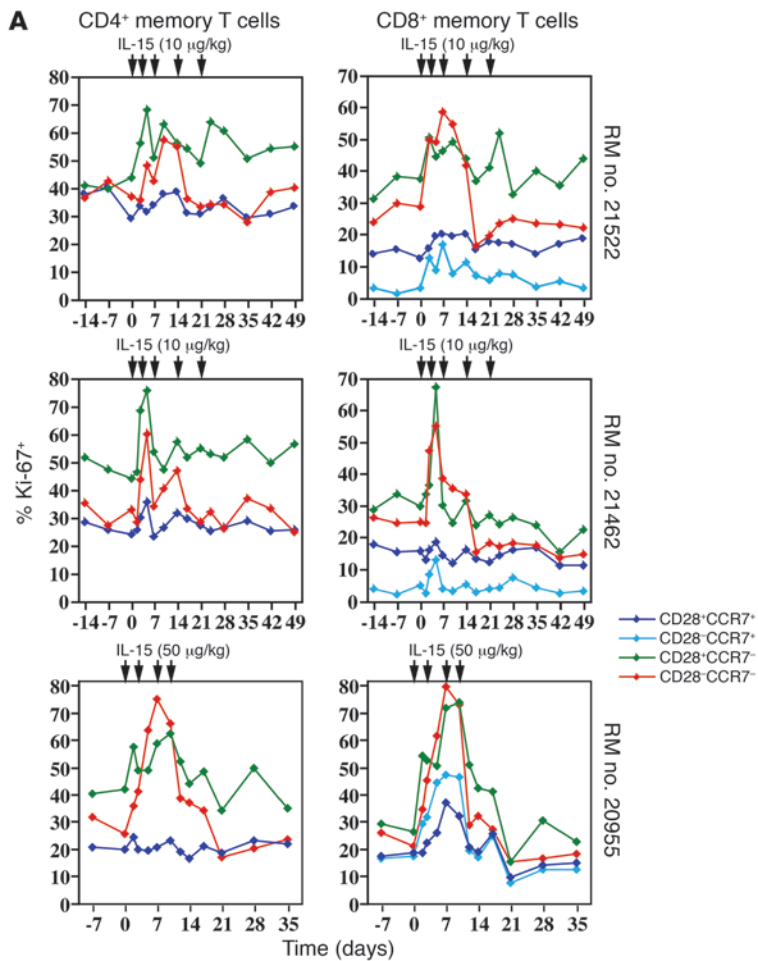 A
CD4⁺ memory T cells
CD8⁺ memory T cells
IL-15 (10 μg/kg)
IL-15 (10 μg/kg)
80
70
60
50
40
30
20
10
0
-14 -7 0 7 14 21 28 35 42 49
70
60
50
40
30
20
10
0
-14 -7 0 7 14 21 28 35 42 49
RM no. 21522
IL-15 (10 μg/kg)
IL-15 (10 μg/kg)
% Ki-67⁺
80
70
60
50
40
30
20
10
0
-14 -7 0 7 14 21 28 35 42 49
70
60
50
40
30
20
10
0
-14 -7 0 7 14 21 28 35 42 49
RM no. 21462
IL-15 (50 μg/kg)
IL-15 (50 μg/kg)
80
70
60
50
40
30
20
10
0
-7 0 7 14 21 28 35
80
70
60
50
40
30
20
10
0
-7 0 7 14 21 28 35
RM no. 20955
CD28⁺CCR7⁺
CD28⁻CCR7⁺
CD28⁺CCR7⁻
CD28⁻CCR7⁻
Time (days)